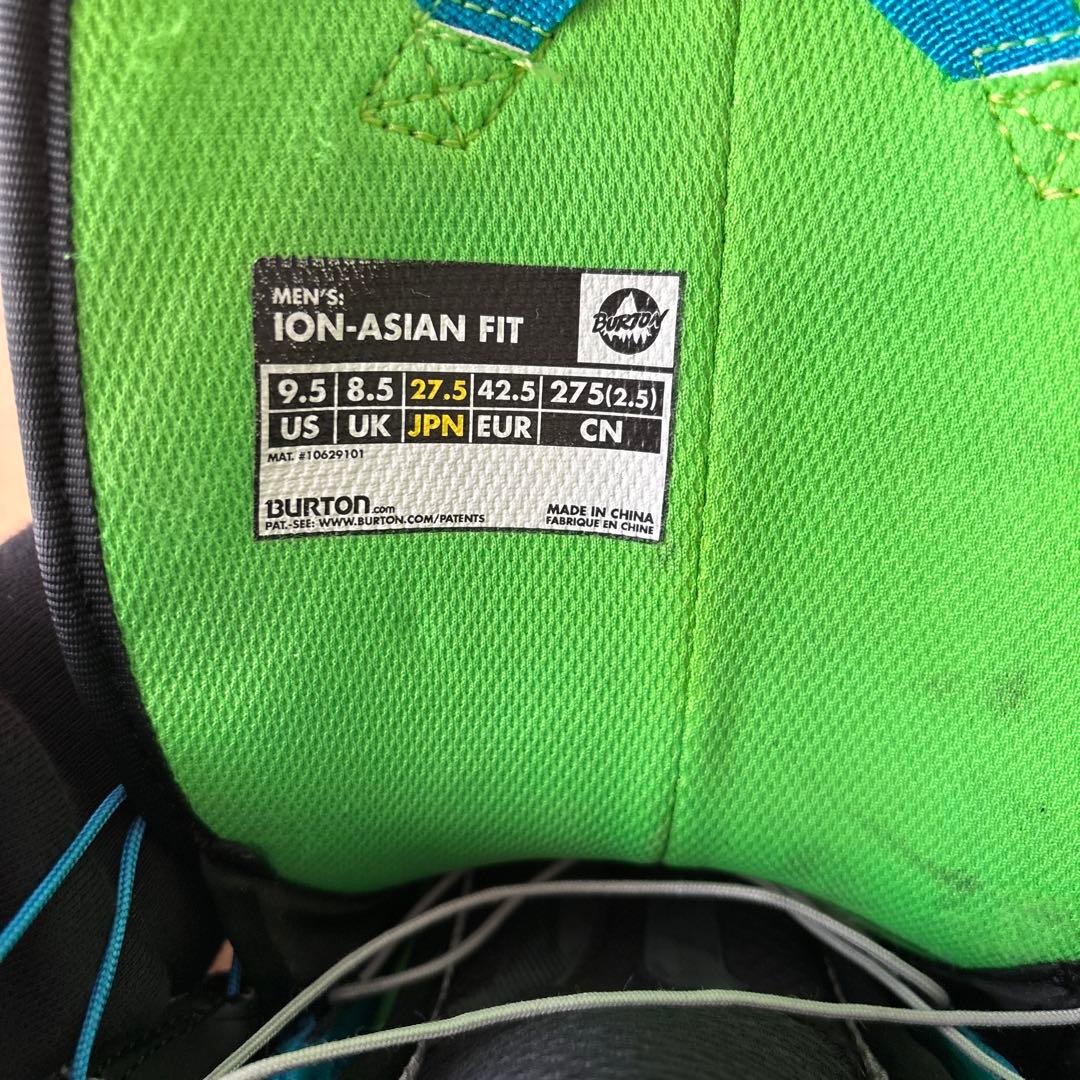 MEN'S:
ION-ASIAN FIT
BURTON
9.5 8.5 27.5 42.5 275(2.5)
US UK JPN EUR CN
MAT. #10629101
BURTON.com
PAT.-SEE: WWW.BURTON.COM/PATENTS
MADE IN CHINA
FABRIQUE EN CHINE